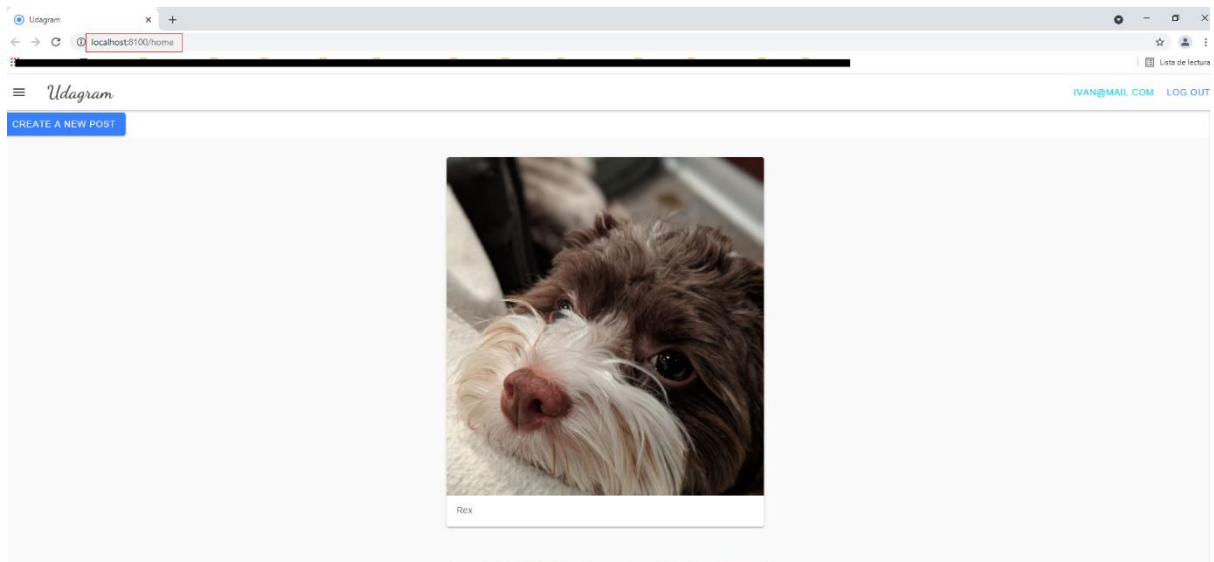 Udagram
localhost:8100/home
Lista de lectura
Udagram
IVAN@MAIL.COM LOG OUT
CREATE A NEW POST
Rex